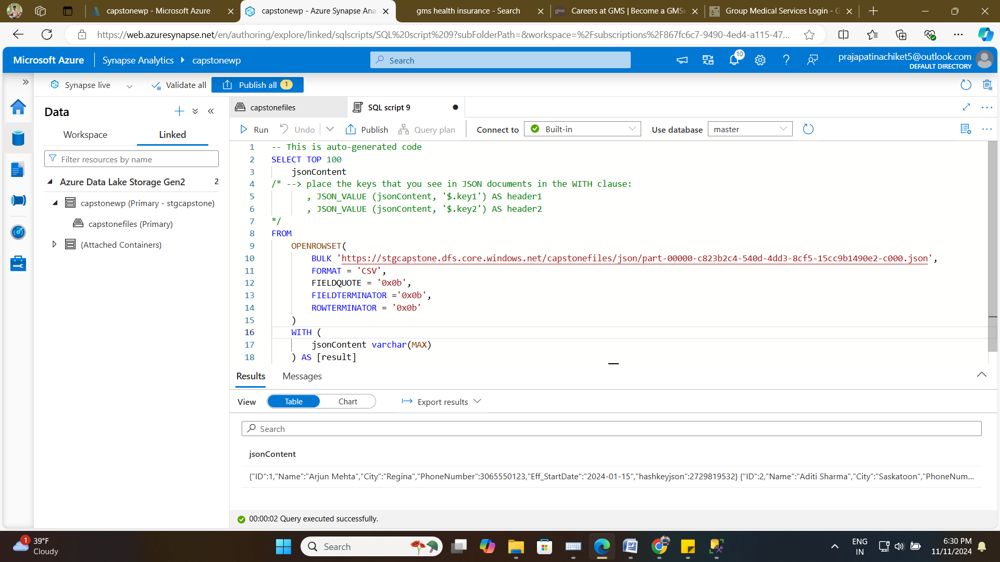 capstonewp - Microsoft Azure
capstonewp - Azure Synapse Ana
gms health insurance - Search
gms
Careers at GMS | Become a GMSe
Group Medical Services Login - G
https://web.azuresynapse.net/en/authoring/explore/linked/sqlscripts/SQL%20script%209?subFolderPath=&workspace=%2Fsubscriptions%2F867fc6c7-9490-4ed4-a115-47...
Microsoft Azure
Synapse Analytics
capstonewp
Search
10
prajapatinachiket5@outlook.com
DEFAULT DIRECTORY
Synapse live
Validate all
Publish all
1
Data
Workspace
Linked
Filter resources by name
Azure Data Lake Storage Gen2
2
capstonewp (Primary - stgcapstone)
capstonefiles (Primary)
(Attached Containers)
capstonefiles
SQL script 9
Run
Undo
Publish
Query plan
Connect to
Built-in
Use database
master
1 -- This is auto-generated code
2 SELECT TOP 100
3 jsonContent
4 /* --> place the keys that you see in JSON documents in the WITH clause:
5 , JSON_VALUE (jsonContent, '$.key1') AS header1
6 , JSON_VALUE (jsonContent, '$.key2') AS header2
7 */
8 FROM
9 OPENROWSET(
10 BULK 'https://stgcapstone.dfs.core.windows.net/capstonefiles/json/part-00000-c823b2c4-540d-4dd3-8cf5-15cc9b1490e2-c000.json',
11 FORMAT = 'CSV',
12 FIELDQUOTE = '0x0b',
13 FIELDTERMINATOR ='0x0b',
14 ROWTERMINATOR = '0x0b'
15 )
16 WITH (
17 jsonContent varchar(MAX)
18 ) AS [result]
Results
Messages
View
Table
Chart
Export results
Search
jsonContent
{"ID":1,"Name":"Arjun Mehta","City":"Regina","PhoneNumber":3065550123,"Eff_StartDate":"2024-01-15","hashkeyjson":2729819532} {"ID":2,"Name":"Aditi Sharma","City":"Saskatoon","PhoneNum...
00:00:02 Query executed successfully.
1
39°F
Cloudy
Search
ENG
IN
6:30 PM
11/11/2024